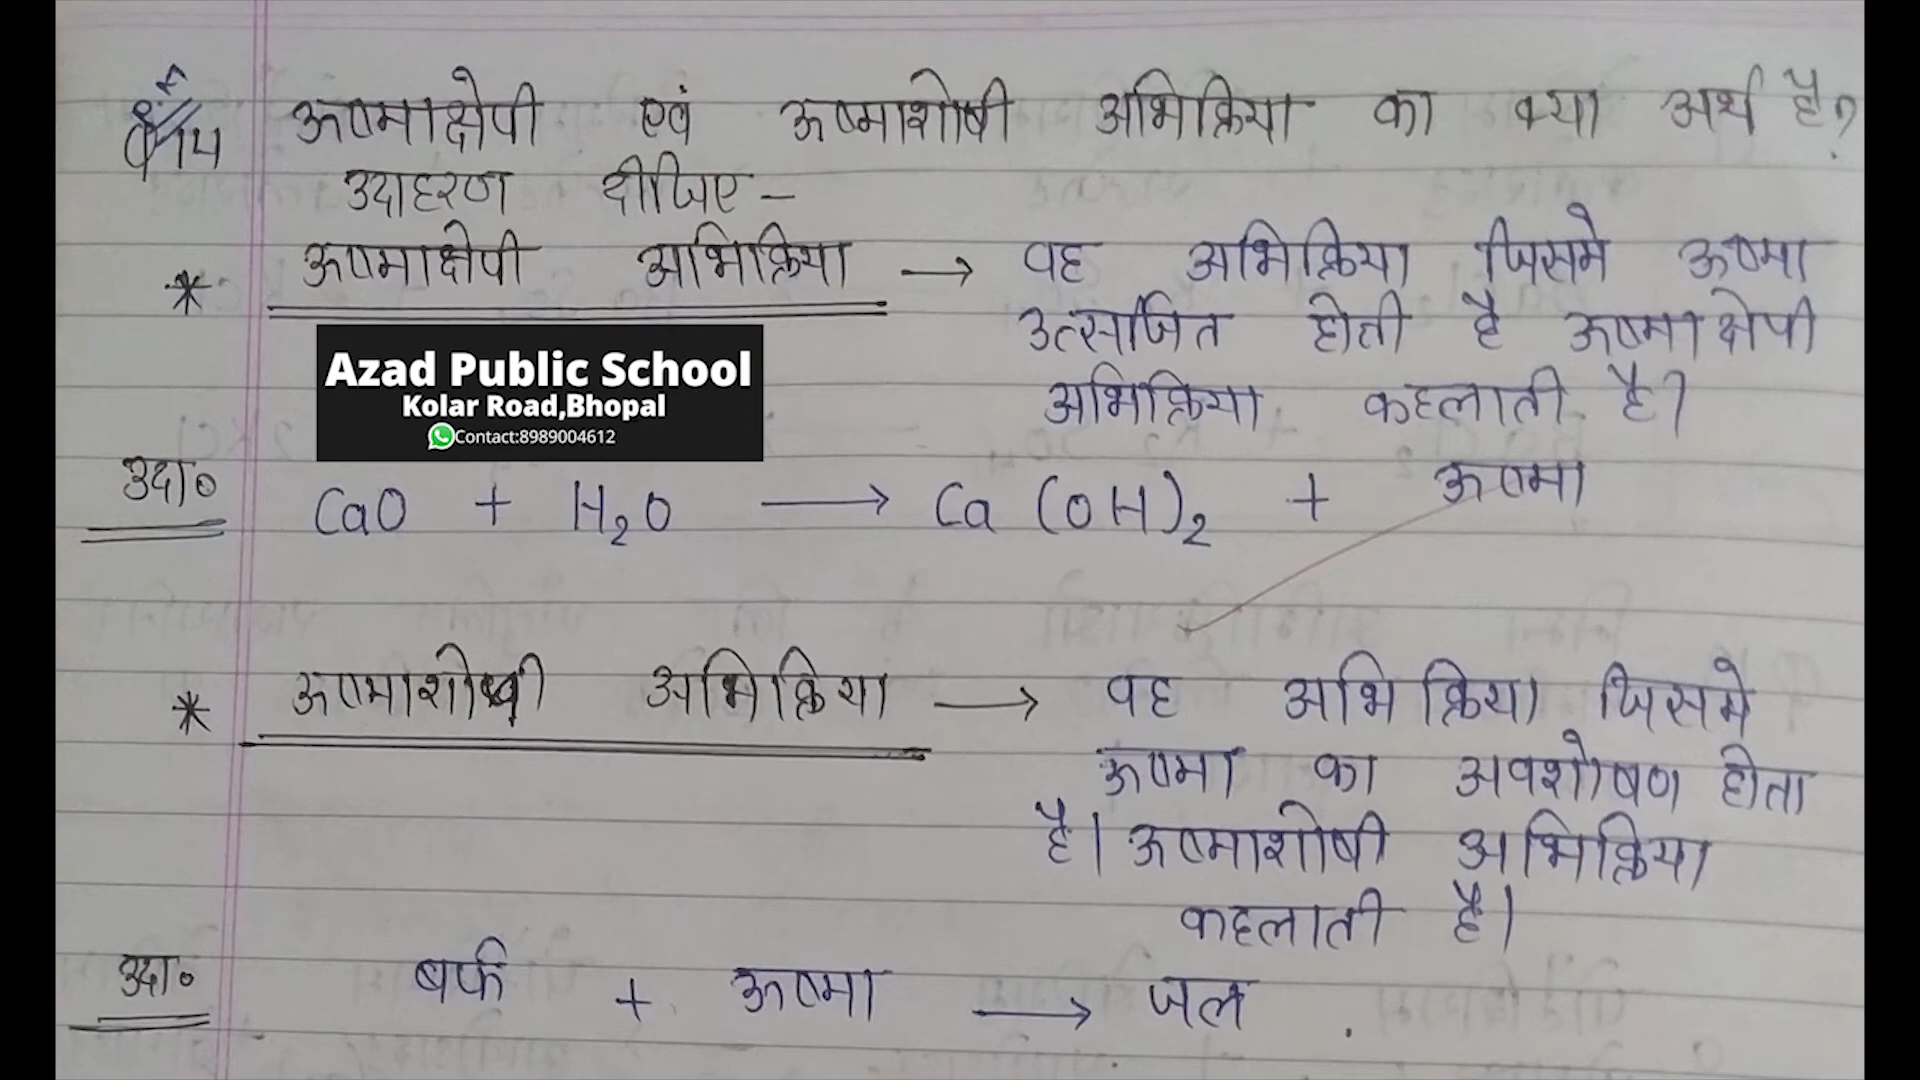 Q.14 ऊष्माक्षेपी एवं ऊष्माशोषी अभिक्रिया का क्या अर्थ है?
उदाहरण दीजिए –
* ऊष्माक्षेपी अभिक्रिया → वह अभिक्रिया जिसमे ऊष्मा
उत्सर्जित होती है ऊष्माक्षेपी
अभिक्रिया कहलाती है।
Azad Public School
Kolar Road,Bhopal
Contact:8989004612
उदा० CaO + H₂O → Ca (OH)₂ + ऊष्मा
* ऊष्माशोषी अभिक्रिया → वह अभिक्रिया जिसमे
ऊष्मा का अवशोषण होता
है। ऊष्माशोषी अभिक्रिया
कहलाती है।
उदा० बर्फ + ऊष्मा → जल